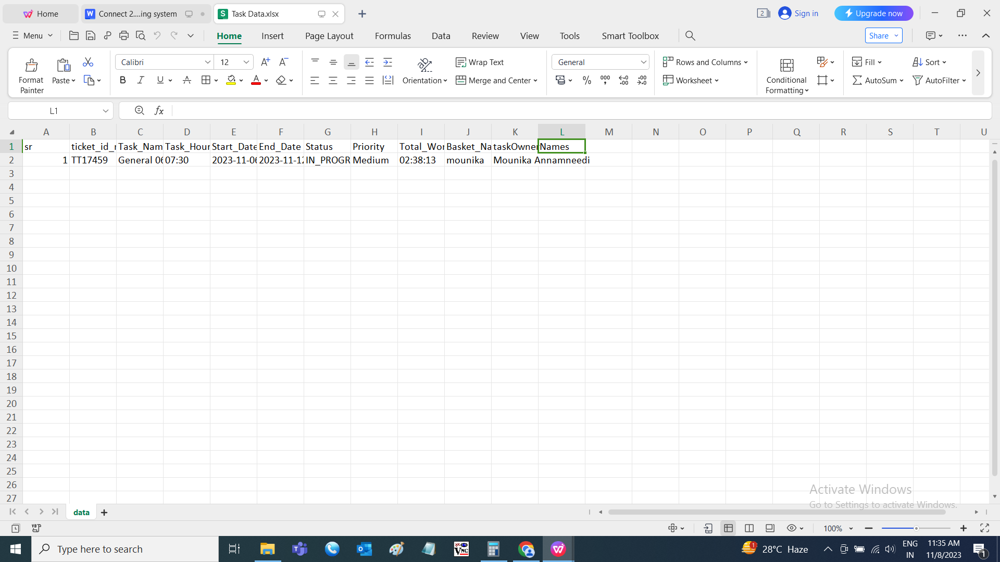 Home
Connect 2....ing system
Task Data.xlsx
2
Sign in
Upgrade now
Menu
Home Insert Page Layout Formulas Data Review View Tools Smart Toolbox
Share
Format Painter
Paste
Calibri 12
A+ A-
B I U A
Orientation
Wrap Text
Merge and Center
General
% 000
Rows and Columns
Worksheet
Conditional Formatting
Fill
AutoSum
Sort
AutoFilter
L1
fx
A B C D E F G H I J K L M N O P Q R S T U
1 sr ticket_id_ Task_Nam Task_Hour Start_Date End_Date Status Priority Total_Wor Basket_Na taskOwner Names
2 1 TT17459 General 06 07:30 2023-11-06 2023-11-12 IN_PROGR Medium 02:38:13 mounika Mounika Annamneedi
3
4
5
6
7
8
9
10
11
12
13
14
15
16
17
18
19
20
21
22
23
24
25
26
27
Activate Windows
Go to Settings to activate Windows.
data
100%
Type here to search
28°C Haze
ENG
IN
11:35 AM
11/8/2023
1